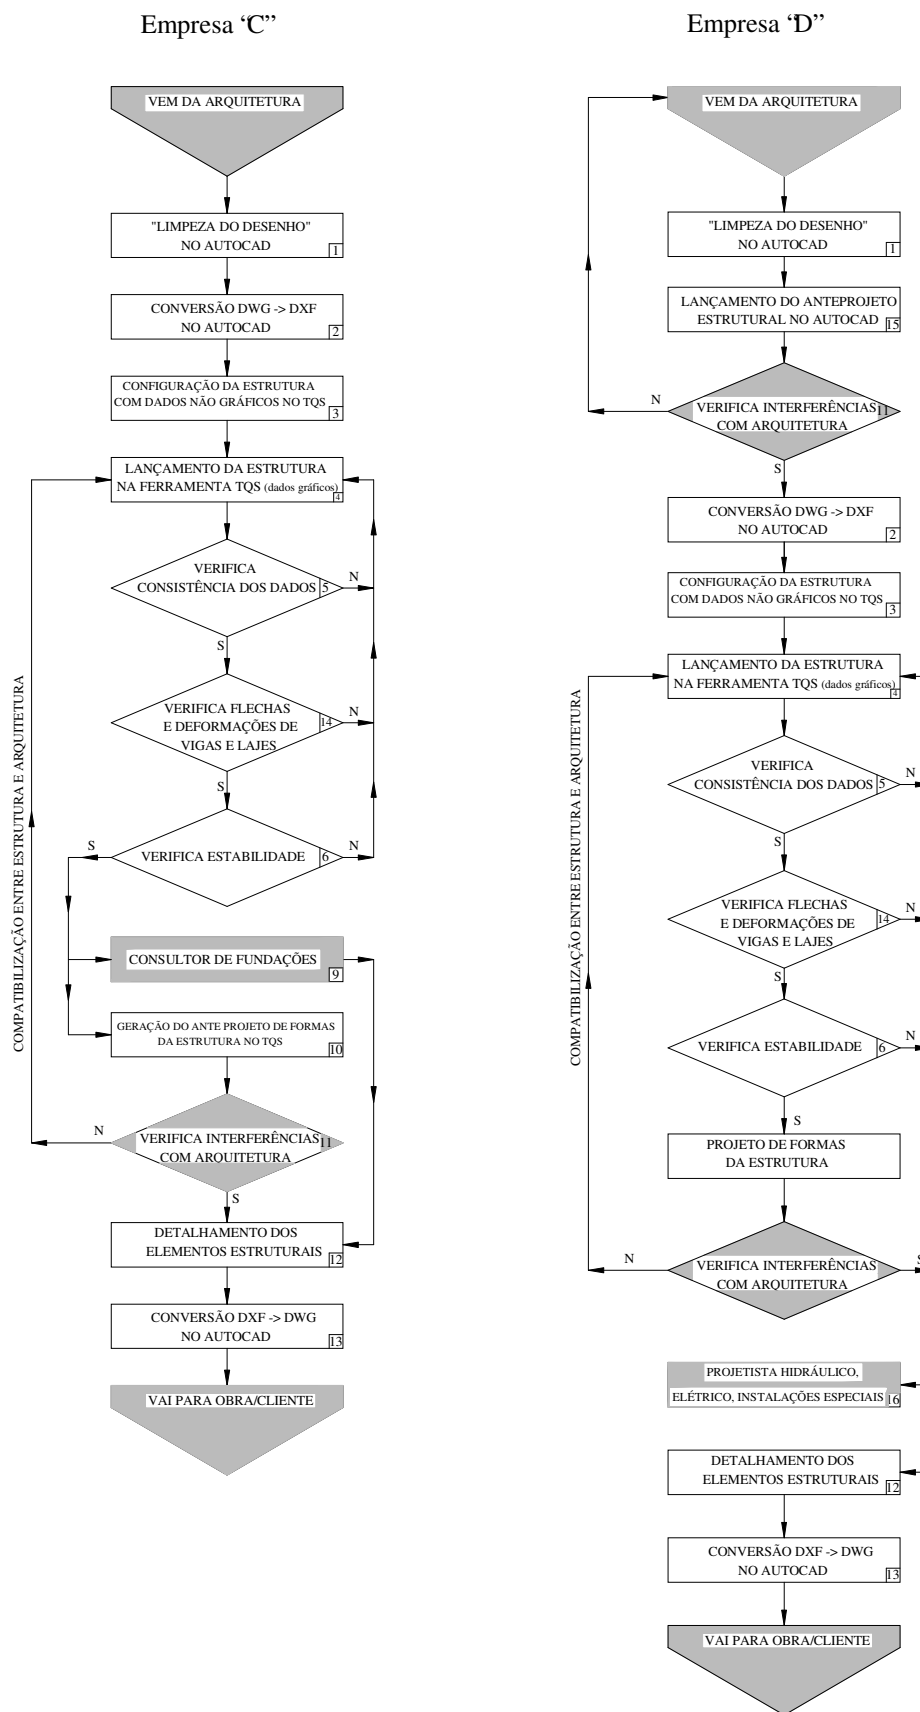 Empresa “C”
VEM DA ARQUITETURA
"LIMPEZA DO DESENHO"
NO AUTOCAD
1
CONVERSÃO DWG -> DXF
NO AUTOCAD
2
CONFIGURAÇÃO DA ESTRUTURA
COM DADOS NÃO GRÁFICOS NO TQS
3
LANÇAMENTO DA ESTRUTURA
NA FERRAMENTA TQS (dados gráficos)
4
VERIFICA
CONSISTÊNCIA DOS DADOS
5
N
S
VERIFICA FLECHAS
E DEFORMAÇÕES DE
VIGAS E LAJES
14
N
S
VERIFICA ESTABILIDADE
6
S
N
CONSULTOR DE FUNDAÇÕES
9
GERAÇÃO DO ANTE PROJETO DE FORMAS
DA ESTRUTURA NO TQS
10
VERIFICA INTERFERÊNCIAS
COM ARQUITETURA
11
N
S
COMPATIBILIZAÇÃO ENTRE ESTRUTURA E ARQUITETURA
DETALHAMENTO DOS
ELEMENTOS ESTRUTURAIS
12
CONVERSÃO DXF -> DWG
NO AUTOCAD
13
VAI PARA OBRA/CLIENTE
Empresa “D”
VEM DA ARQUITETURA
"LIMPEZA DO DESENHO"
NO AUTOCAD
1
LANÇAMENTO DO ANTEPROJETO
ESTRUTURAL NO AUTOCAD
15
VERIFICA INTERFERÊNCIAS
COM ARQUITETURA
11
N
S
CONVERSÃO DWG -> DXF
NO AUTOCAD
2
CONFIGURAÇÃO DA ESTRUTURA
COM DADOS NÃO GRÁFICOS NO TQS
3
LANÇAMENTO DA ESTRUTURA
NA FERRAMENTA TQS (dados gráficos)
4
VERIFICA
CONSISTÊNCIA DOS DADOS
5
N
S
VERIFICA FLECHAS
E DEFORMAÇÕES DE
VIGAS E LAJES
14
N
S
VERIFICA ESTABILIDADE
6
N
S
PROJETO DE FORMAS
DA ESTRUTURA
VERIFICA INTERFERÊNCIAS
COM ARQUITETURA
N
S
COMPATIBILIZAÇÃO ENTRE ESTRUTURA E ARQUITETURA
PROJETISTA HIDRÁULICO,
ELÉTRICO, INSTALAÇÕES ESPECIAIS
16
DETALHAMENTO DOS
ELEMENTOS ESTRUTURAIS
12
CONVERSÃO DXF -> DWG
NO AUTOCAD
13
VAI PARA OBRA/CLIENTE